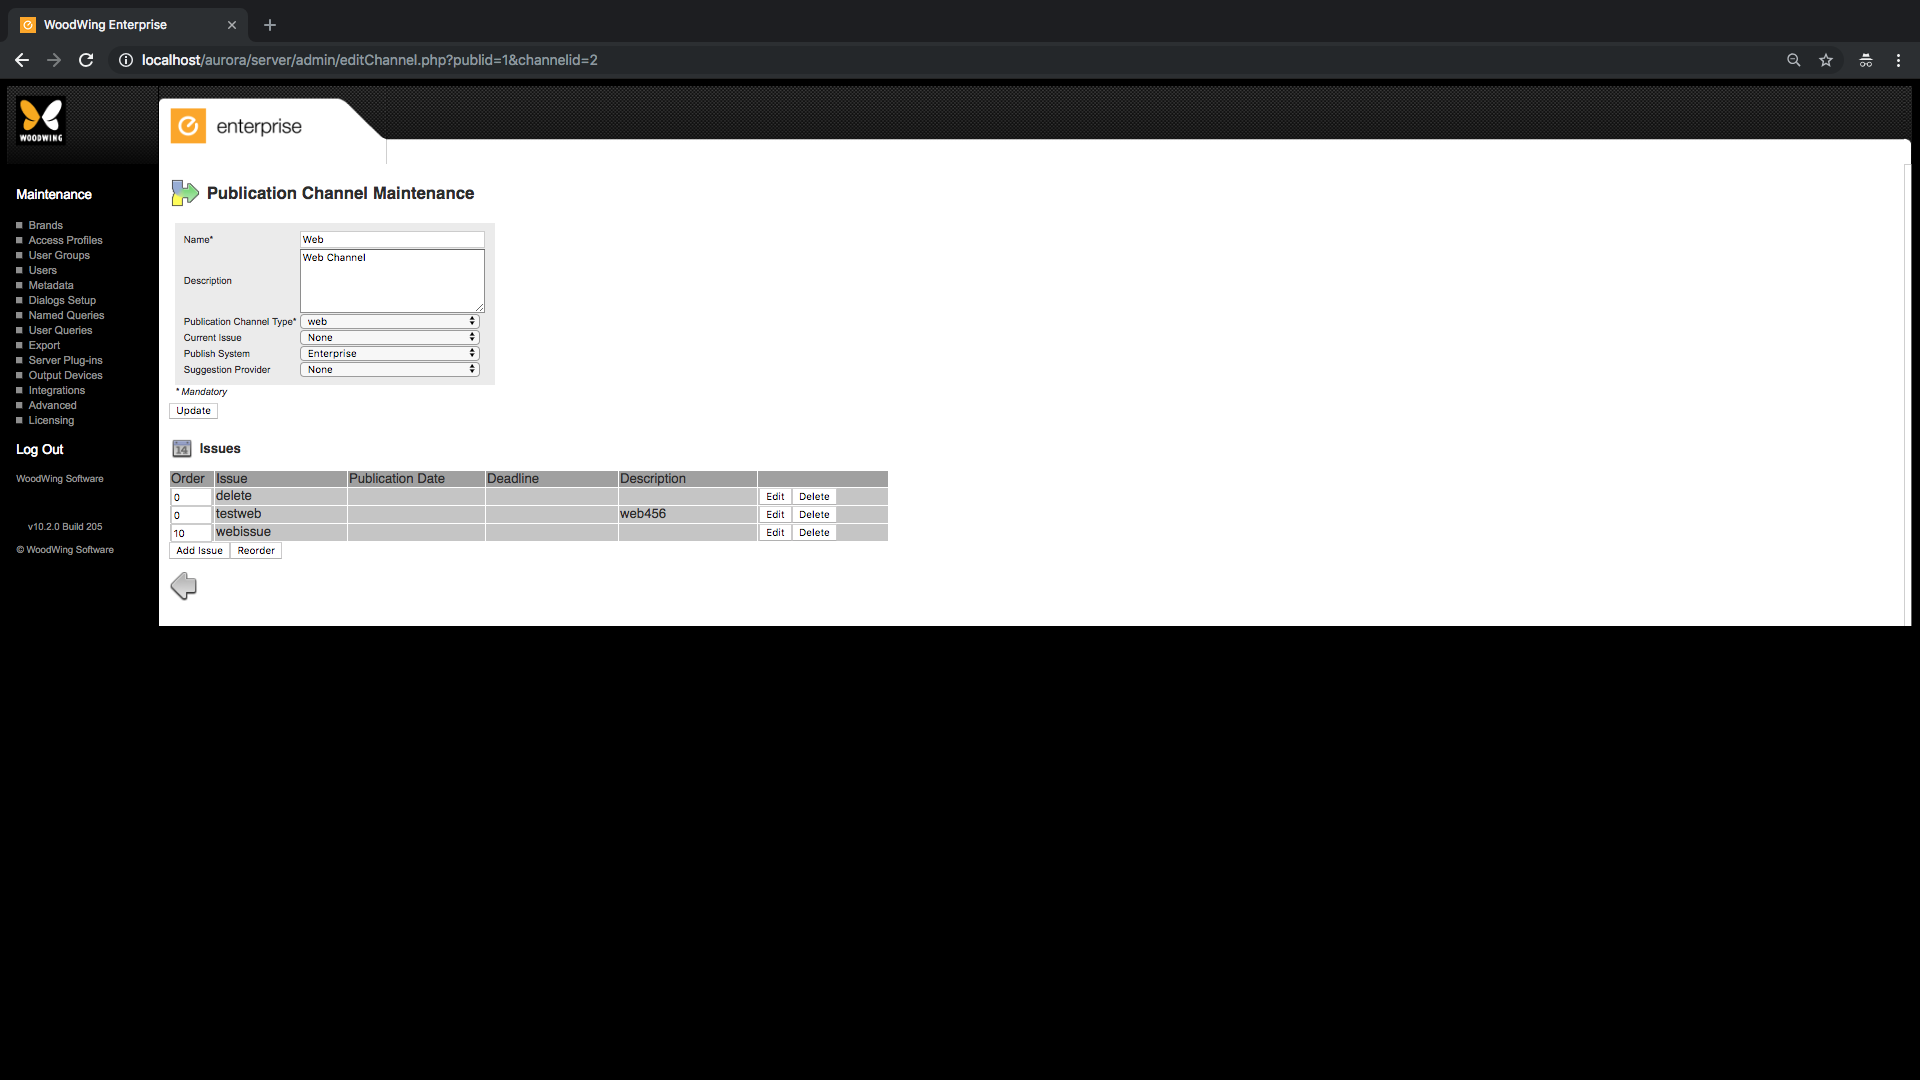 WoodWing Enterprise
localhost/aurora/server/admin/editChannel.php?publid=1&channelid=2
WOODWING
enterprise
Maintenance
Brands
Access Profiles
User Groups
Users
Metadata
Dialogs Setup
Named Queries
User Queries
Export
Server Plug-ins
Output Devices
Integrations
Advanced
Licensing
Log Out
WoodWing Software
v10.2.0 Build 205
© WoodWing Software
Publication Channel Maintenance
Name* Web
Description Web Channel
Publication Channel Type* web
Current Issue None
Publish System Enterprise
Suggestion Provider None
* Mandatory
Update
14 Issues
Order Issue Publication Date Deadline Description
0 delete Edit Delete
0 testweb web456 Edit Delete
10 webissue Edit Delete
Add Issue Reorder